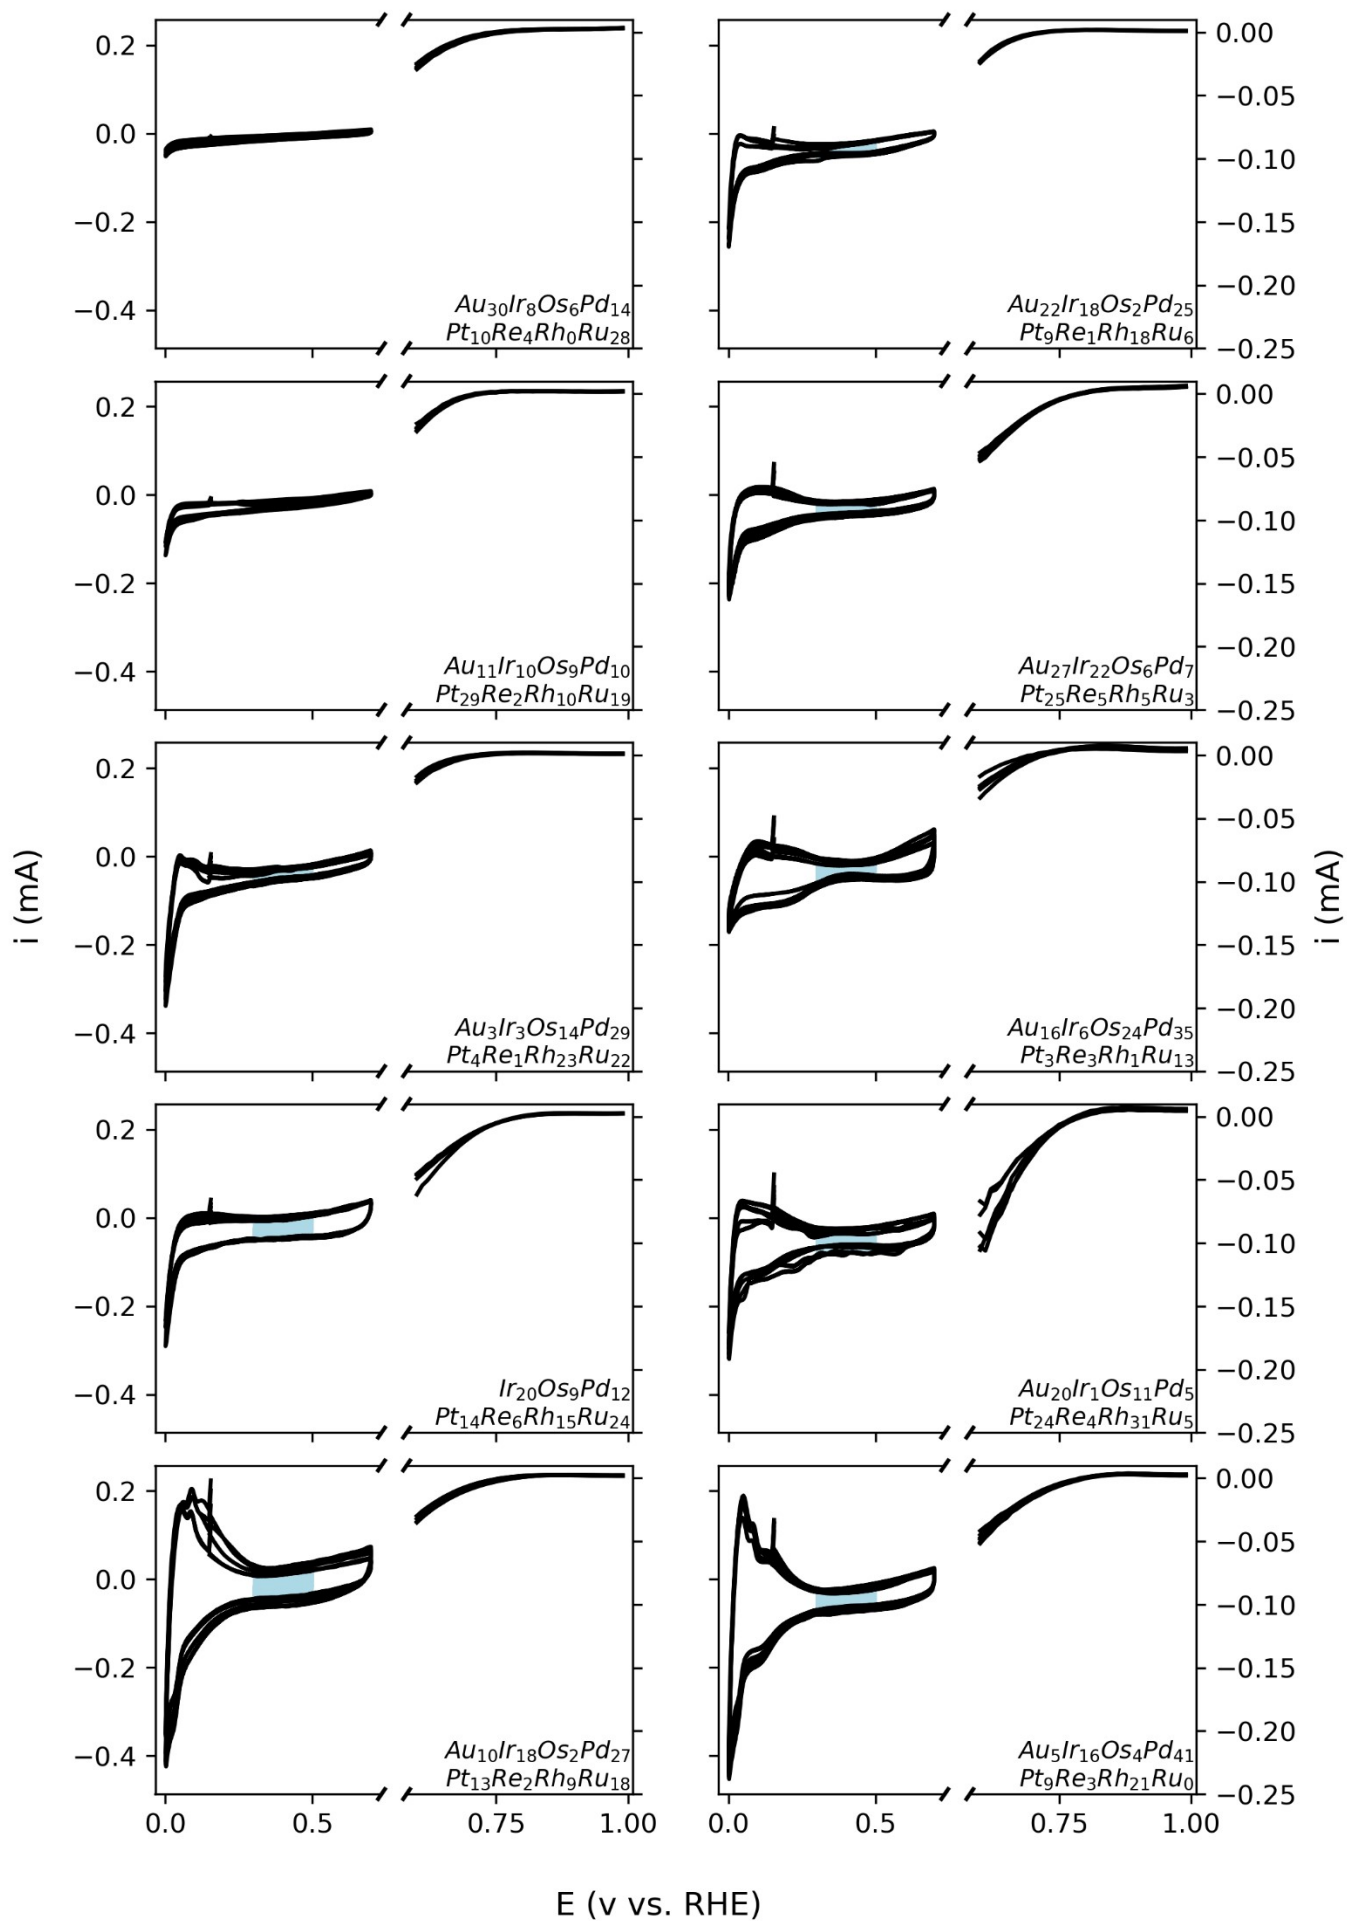 0.2
0.0
−0.2
−0.4
Au₃₀Ir₈Os₆Pd₁₄
Pt₁₀Re₄Rh₀Ru₂₈
Au₂₂Ir₁₈Os₂Pd₂₅
Pt₉Re₁Rh₁₈Ru₆
0.00
−0.05
−0.10
−0.15
−0.20
−0.25
0.2
0.0
−0.2
−0.4
Au₁₁Ir₁₀Os₉Pd₁₀
Pt₂₉Re₂Rh₁₀Ru₁₉
Au₂₇Ir₂₂Os₆Pd₇
Pt₂₅Re₅Rh₅Ru₃
0.00
−0.05
−0.10
−0.15
−0.20
−0.25
i (mA)
0.2
0.0
−0.2
−0.4
Au₃Ir₃Os₁₄Pd₂₉
Pt₄Re₁Rh₂₃Ru₂₂
Au₁₆Ir₆Os₂₄Pd₃₅
Pt₃Re₃Rh₁Ru₁₃
0.00
−0.05
−0.10
−0.15
−0.20
−0.25
i (mA)
0.2
0.0
−0.2
−0.4
Ir₂₀Os₉Pd₁₂
Pt₁₄Re₆Rh₁₅Ru₂₄
Au₂₀Ir₁Os₁₁Pd₅
Pt₂₄Re₄Rh₃₁Ru₅
0.00
−0.05
−0.10
−0.15
−0.20
−0.25
0.2
0.0
−0.2
−0.4
Au₁₀Ir₁₈Os₂Pd₂₇
Pt₁₃Re₂Rh₉Ru₁₈
Au₅Ir₁₆Os₄Pd₄₁
Pt₉Re₃Rh₂₁Ru₀
0.00
−0.05
−0.10
−0.15
−0.20
−0.25
0.0 0.5 0.75 1.00 0.0 0.5 0.75 1.00
E (v vs. RHE)